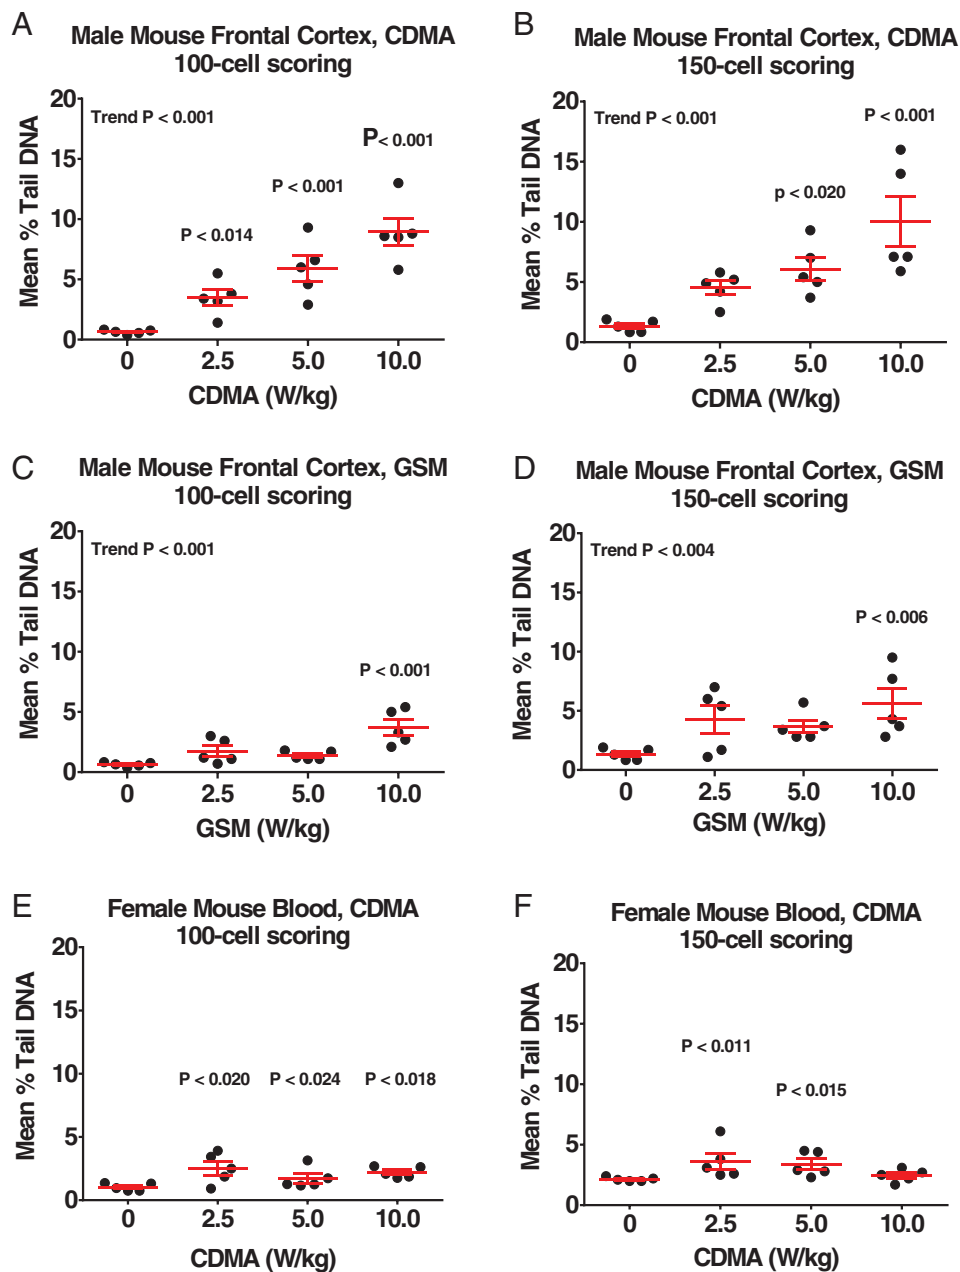 A
Male Mouse Frontal Cortex, CDMA
100-cell scoring
Mean % Tail DNA
20
15
10
5
0
Trend P < 0.001
P < 0.014
P < 0.001
P < 0.001
0 2.5 5.0 10.0
CDMA (W/kg)
B
Male Mouse Frontal Cortex, CDMA
150-cell scoring
Mean % Tail DNA
20
15
10
5
0
Trend P < 0.001
p < 0.020
P < 0.001
0 2.5 5.0 10.0
CDMA (W/kg)
C
Male Mouse Frontal Cortex, GSM
100-cell scoring
Mean % Tail DNA
20
15
10
5
0
Trend P < 0.001
P < 0.001
0 2.5 5.0 10.0
GSM (W/kg)
D
Male Mouse Frontal Cortex, GSM
150-cell scoring
Mean % Tail DNA
20
15
10
5
0
Trend P < 0.004
P < 0.006
0 2.5 5.0 10.0
GSM (W/kg)
E
Female Mouse Blood, CDMA
100-cell scoring
Mean % Tail DNA
20
15
10
5
0
P < 0.020 P < 0.024 P < 0.018
0 2.5 5.0 10.0
CDMA (W/kg)
F
Female Mouse Blood, CDMA
150-cell scoring
Mean % Tail DNA
20
15
10
5
0
P < 0.011
P < 0.015
0 2.5 5.0 10.0
CDMA (W/kg)